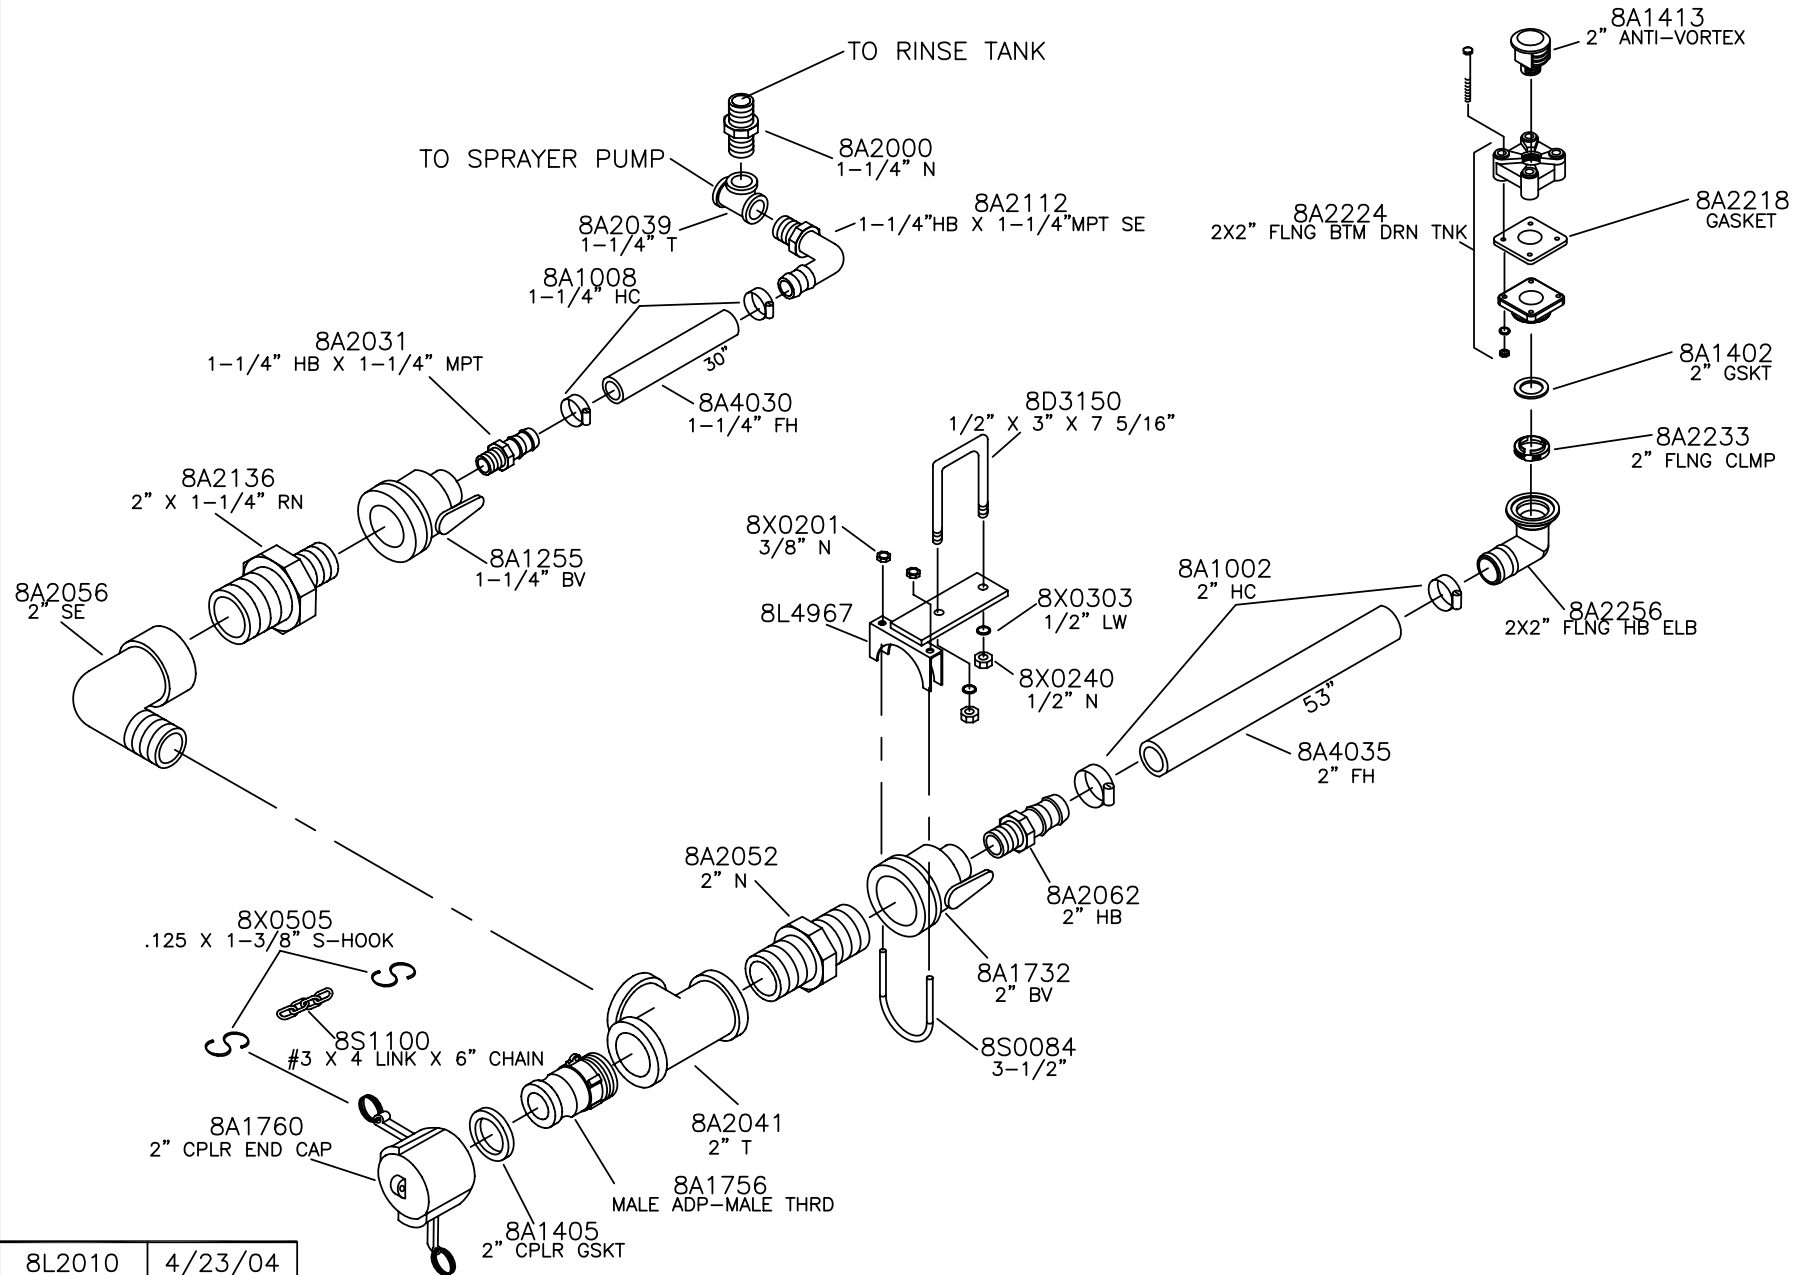 8A1413
2” ANTI-VORTEX
TO RINSE TANK
8A2000
1-1/4” N
TO SPRAYER PUMP
8A2112
1-1/4”HB X 1-1/4”MPT SE
8A2039
1-1/4” T
8A2224
2X2” FLNG BTM DRN TNK
8A2218
GASKET
8A1008
1-1/4” HC
8A2031
1-1/4” HB X 1-1/4” MPT
30”
8A4030
1-1/4” FH
8A1402
2” GSKT
8D3150
1/2” X 3” X 7 5/16”
8A2233
2” FLNG CLMP
8A2136
2” X 1-1/4” RN
8X0201
3/8” N
8A1255
1-1/4” BV
8A1002
2” HC
8A2056
2” SE
8L4967
8X0303
1/2” LW
8A2256
2X2” FLNG HB ELB
8X0240
1/2” N
53”
8A4035
2” FH
8A2052
2” N
8A2062
2” HB
8X0505
.125 X 1-3/8” S-HOOK
8A1732
2” BV
8S1100
#3 X 4 LINK X 6” CHAIN
8S0084
3-1/2”
8A1760
2” CPLR END CAP
8A2041
2” T
8A1756
MALE ADP-MALE THRD
8A1405
2” CPLR GSKT
8L2010 4/23/04